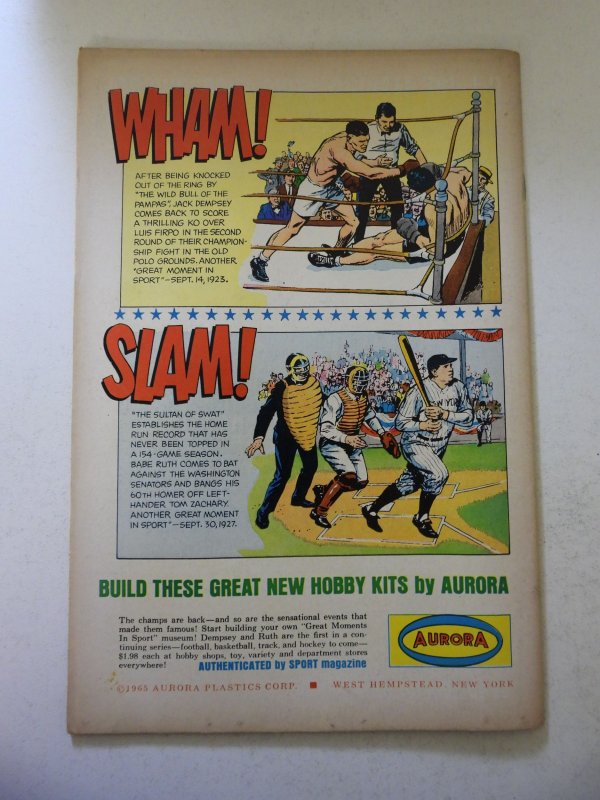 WHAM!
AFTER BEING KNOCKED
OUT OF THE RING BY
"THE WILD BULL OF THE
PAMPAS", JACK DEMPSEY
COMES BACK TO SCORE
A THRILLING KO OVER
LUIS FIRPO IN THE SECOND
ROUND OF THEIR CHAMPION-
SHIP FIGHT IN THE OLD
POLO GROUNDS. ANOTHER
"GREAT MOMENT IN
SPORT"—SEPT. 14, 1923.
SLAM!
"THE SULTAN OF SWAT"
ESTABLISHES THE HOME
RUN RECORD THAT HAS
NEVER BEEN TOPPED IN
A 154-GAME SEASON.
BABE RUTH COMES TO BAT
AGAINST THE WASHINGTON
SENATORS AND BANGS HIS
60TH HOMER OFF LEFT-
HANDER TOM ZACHARY
ANOTHER GREAT MOMENT
IN SPORT"—SEPT. 30, 1927.
NEW YORK
BUILD THESE GREAT NEW HOBBY KITS by AURORA
The champs are back—and so are the sensational events that
made them famous! Start building your own "Great Moments
In Sport" museum! Dempsey and Ruth are the first in a con-
tinuing series—football, basketball, track, and hockey to come—
$1.98 each at hobby shops, toy, variety and department stores
everywhere! AUTHENTICATED by SPORT magazine
AURORA
©1965 AURORA PLASTICS CORP. ■ WEST HEMPSTEAD, NEW YORK